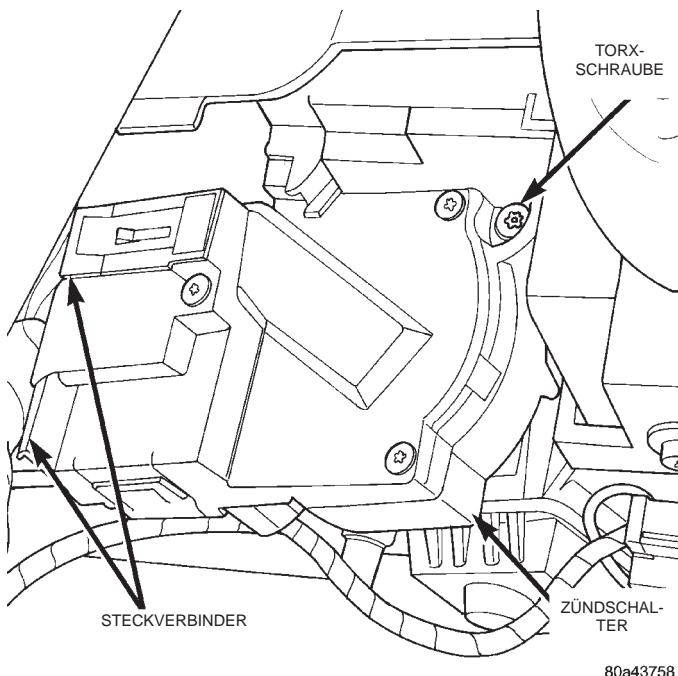 TORX-
SCHRAUBE
STECKVERBINDER
ZÜNDSCHAL-
TER
80a43758